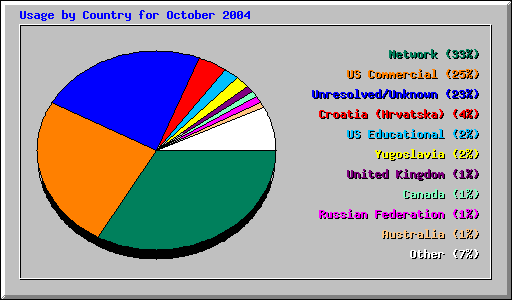 Usage by Country for October 2004
Network (33%)
US Commercial (25%)
Unresolved/Unknown (23%)
Croatia (Hrvatska) (4%)
US Educational (2%)
Yugoslavia (2%)
United Kingdom (1%)
Canada (1%)
Russian Federation (1%)
Australia (1%)
Other (7%)